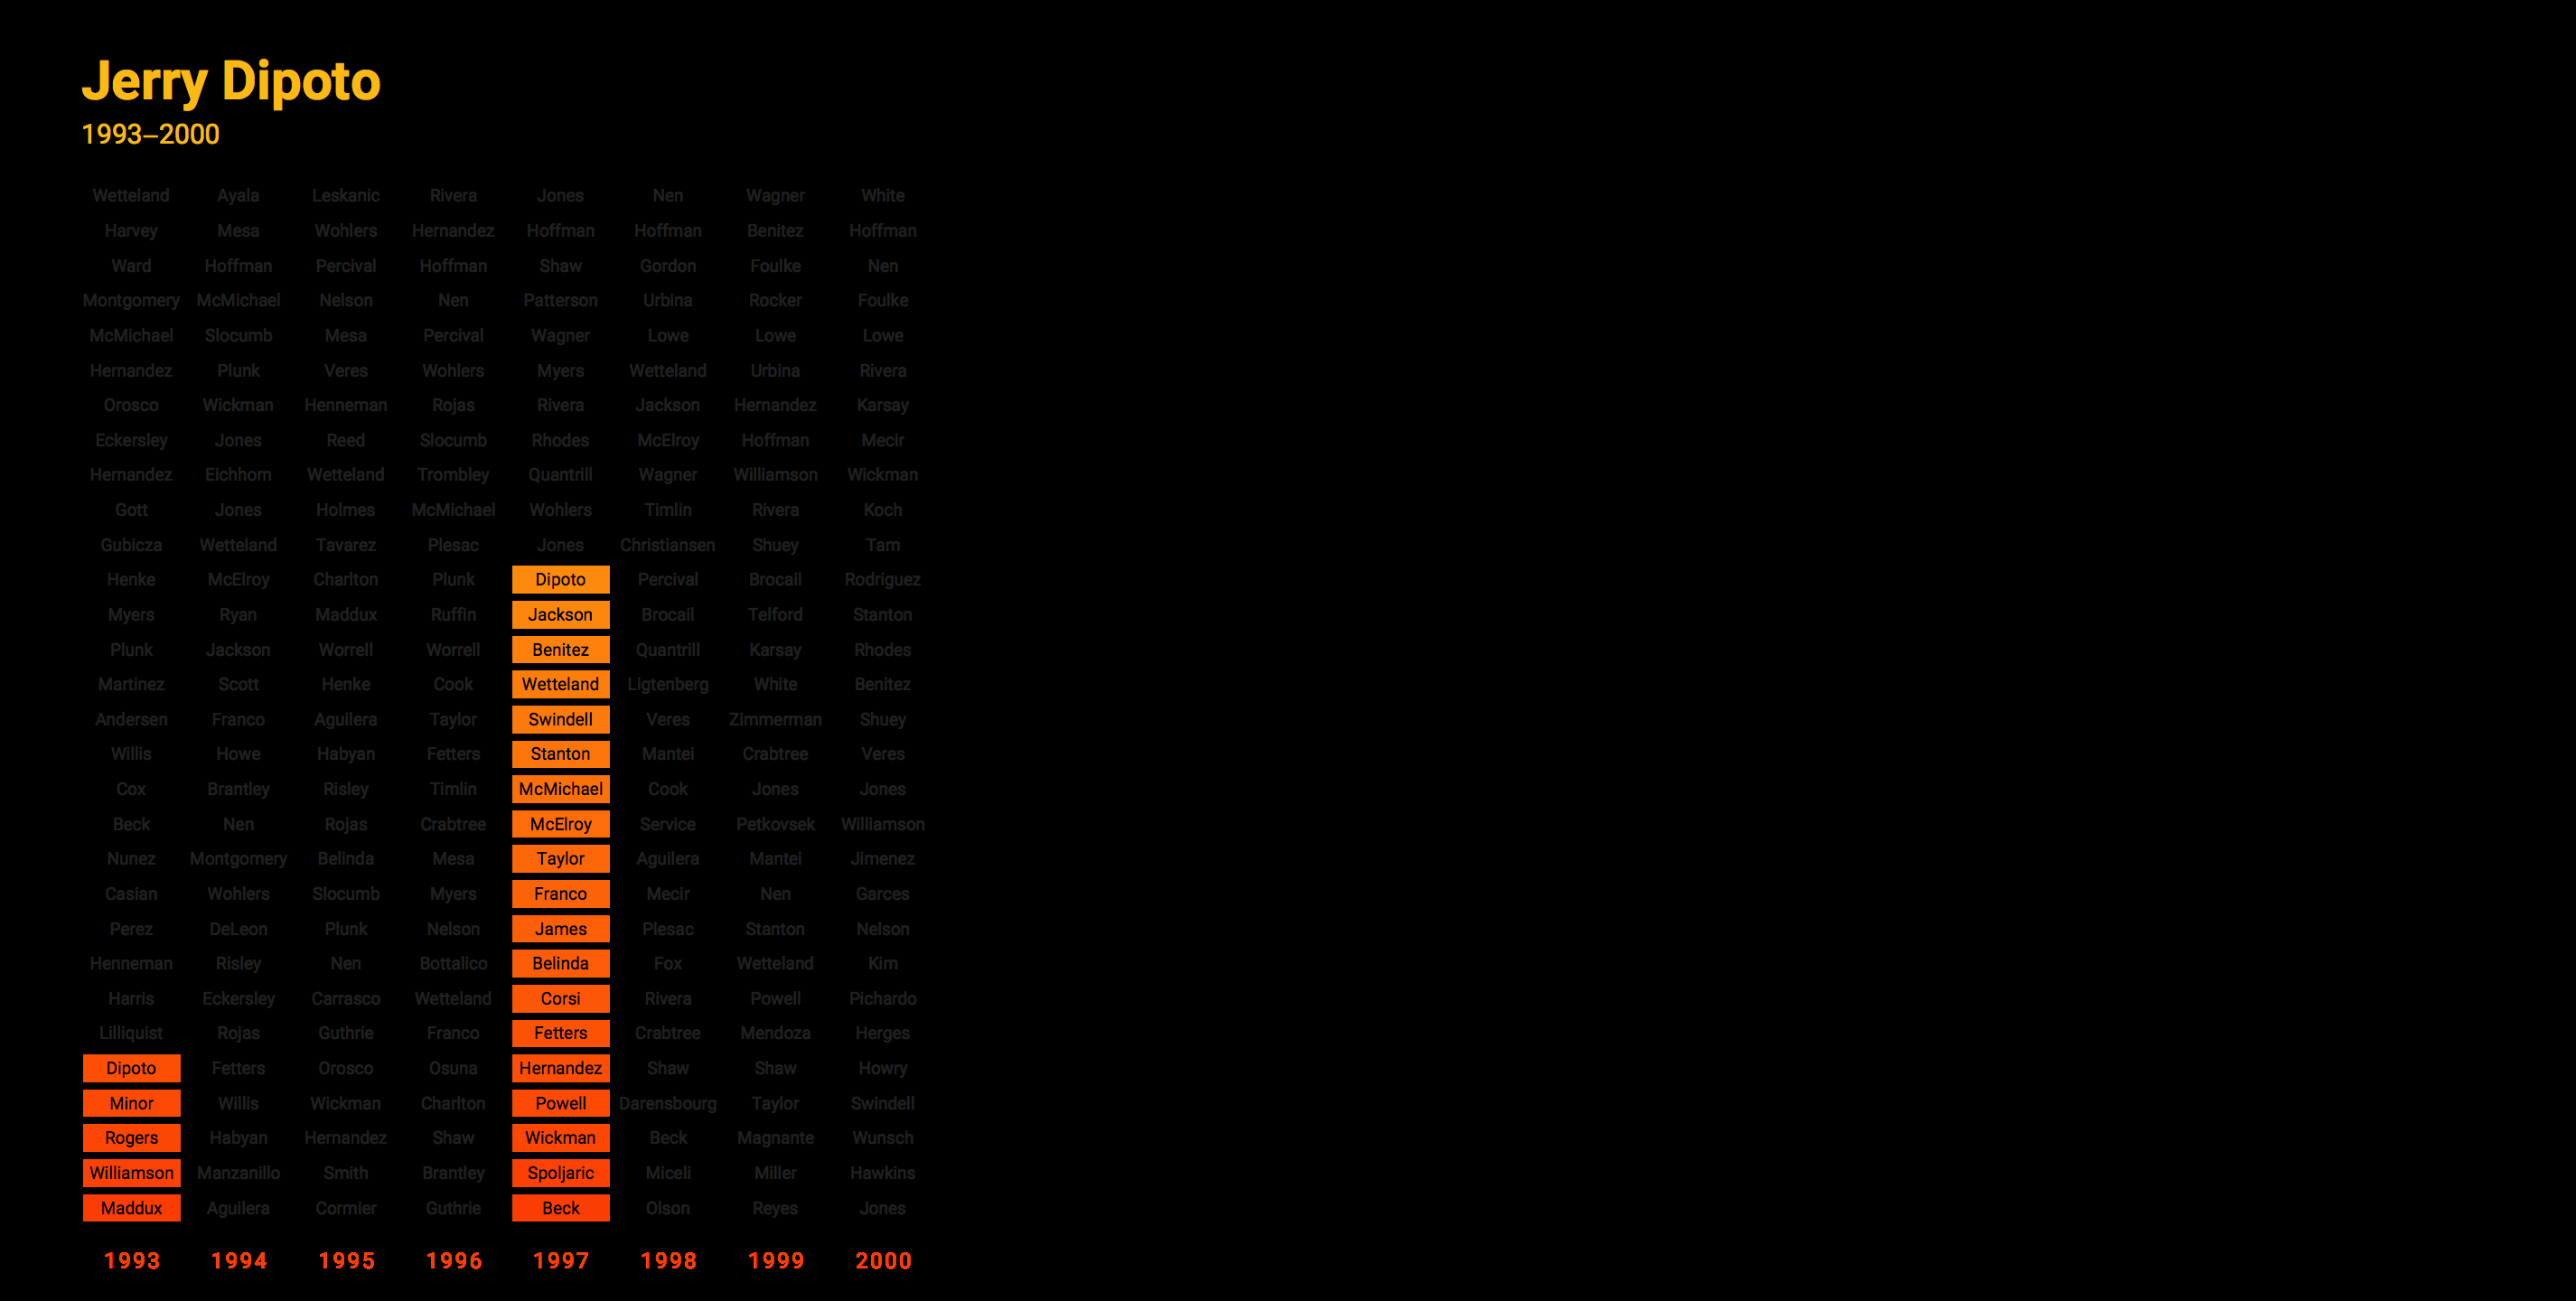 Jerry Dipoto
1993–2000
Wetteland Ayala Leskanic Rivera Jones Nen Wagner White
Harvey Mesa Wohlers Hernandez Hoffman Hoffman Benitez Hoffman
Ward Hoffman Percival Hoffman Shaw Gordon Foulke Nen
Montgomery McMichael Nelson Nen Patterson Urbina Rocker Foulke
McMichael Slocumb Mesa Percival Wagner Lowe Lowe Lowe
Hernandez Plunk Veres Wohlers Myers Wetteland Urbina Rivera
Orosco Wickman Henneman Rojas Rivera Jackson Hernandez Karsay
Eckersley Jones Reed Slocumb Rhodes McElroy Hoffman Mecir
Hernandez Eichhorn Wetteland Trombley Quantrill Wagner Williamson Wickman
Gott Jones Holmes McMichael Wohlers Timlin Rivera Koch
Gubicza Wetteland Tavarez Plesac Jones Christiansen Shuey Tam
Henke McElroy Charlton Plunk Dipoto Percival Brocail Rodriguez
Myers Ryan Maddux Ruffin Jackson Brocail Telford Stanton
Plunk Jackson Worrell Worrell Benitez Quantrill Karsay Rhodes
Martinez Scott Henke Cook Wetteland Ligtenberg White Benitez
Andersen Franco Aguilera Taylor Swindell Veres Zimmerman Shuey
Willis Howe Habyan Fetters Stanton Mantei Crabtree Veres
Cox Brantley Risley Timlin McMichael Cook Jones Jones
Beck Nen Rojas Crabtree McElroy Service Petkovsek Williamson
Nunez Montgomery Belinda Mesa Taylor Aguilera Mantei Jimenez
Casian Wohlers Slocumb Myers Franco Mecir Nen Garces
Perez DeLeon Plunk Nelson James Plesac Stanton Nelson
Henneman Risley Nen Bottalico Belinda Fox Wetteland Kim
Harris Eckersley Carrasco Wetteland Corsi Rivera Powell Pichardo
Lilliquist Rojas Guthrie Franco Fetters Crabtree Mendoza Herges
Dipoto Fetters Orosco Osuna Hernandez Shaw Shaw Howry
Minor Willis Wickman Charlton Powell Darensbourg Taylor Swindell
Rogers Habyan Hernandez Shaw Wickman Beck Magnante Wunsch
Williamson Manzanillo Smith Brantley Spoljaric Miceli Miller Hawkins
Maddux Aguilera Cormier Guthrie Beck Olson Reyes Jones
1993 1994 1995 1996 1997 1998 1999 2000